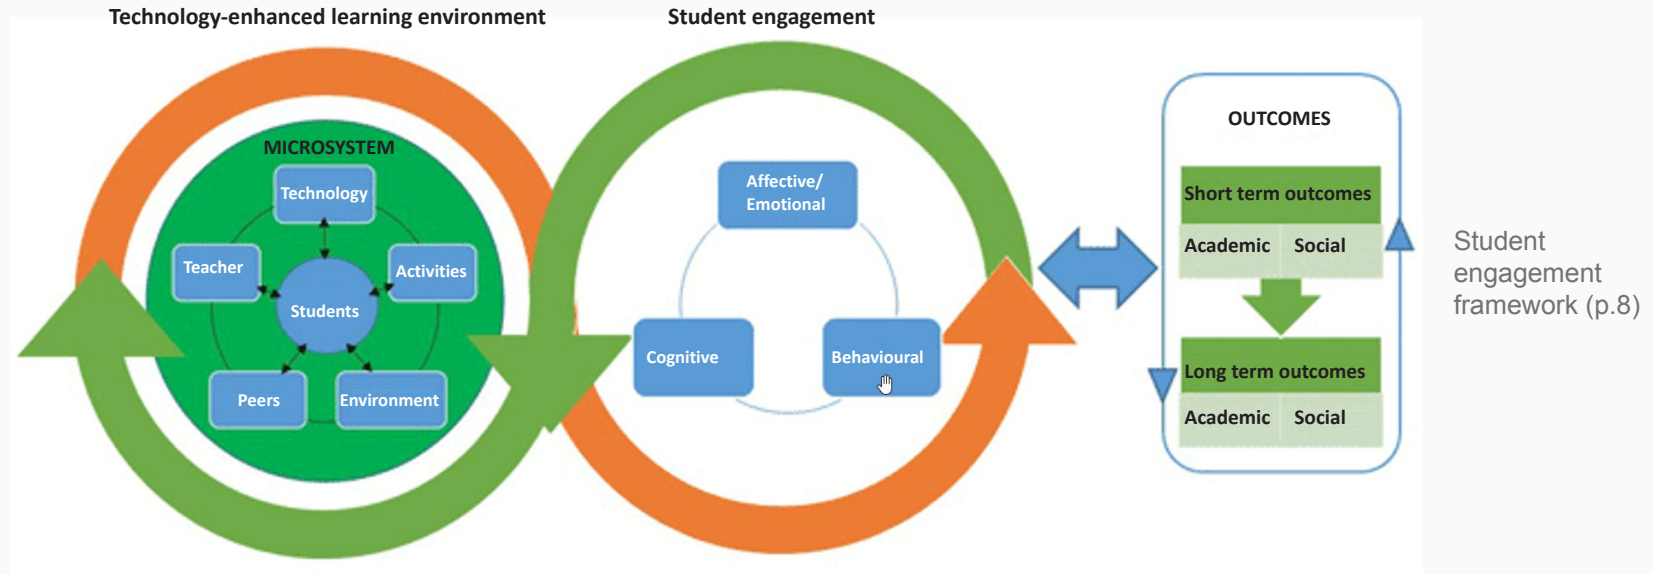 Technology-enhanced learning environment
Student engagement
MICROSYSTEM
Technology
Teacher
Activities
Students
Peers
Environment
Affective/
Emotional
Cognitive
Behavioural
OUTCOMES
Short term outcomes
Academic
Social
Long term outcomes
Academic
Social
Student
engagement
framework (p.8)